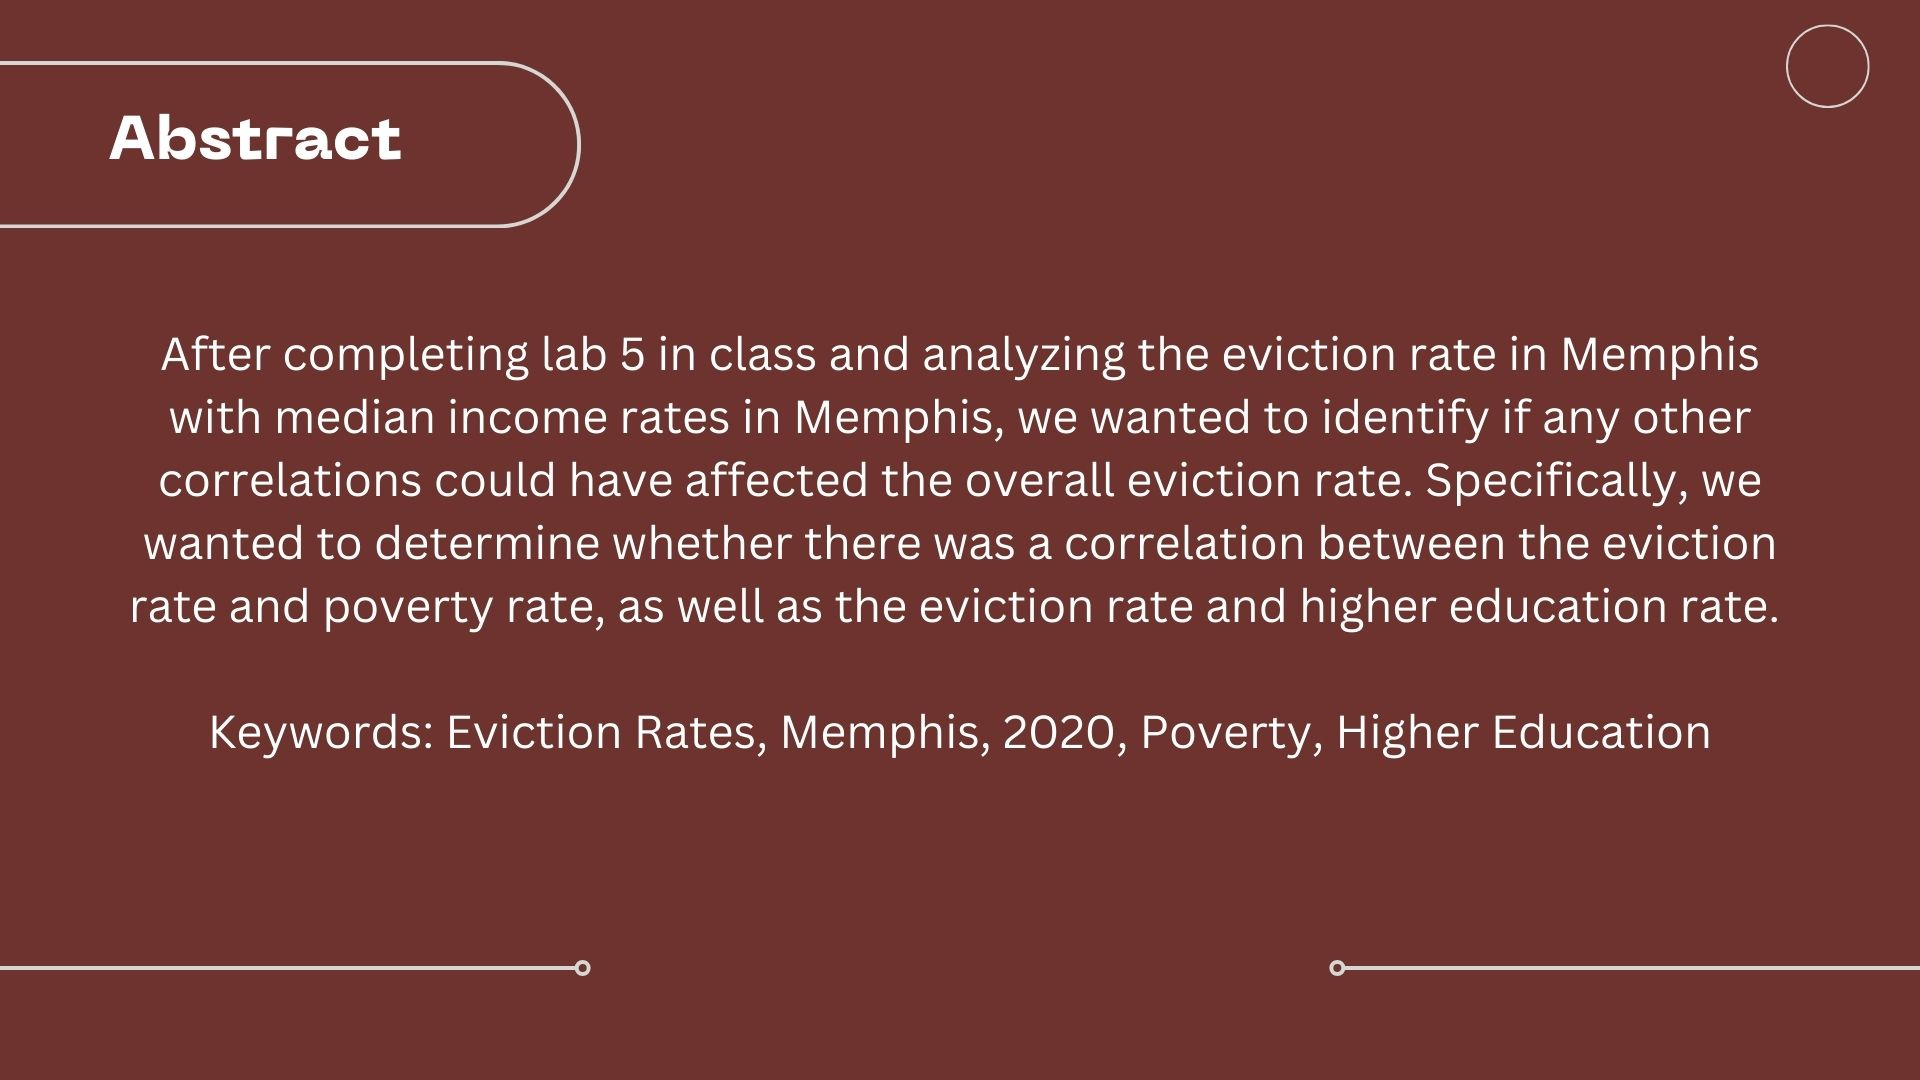 Abstract
After completing lab 5 in class and analyzing the eviction rate in Memphis
with median income rates in Memphis, we wanted to identify if any other
correlations could have affected the overall eviction rate. Specifically, we
wanted to determine whether there was a correlation between the eviction
rate and poverty rate, as well as the eviction rate and higher education rate.
Keywords: Eviction Rates, Memphis, 2020, Poverty, Higher Education